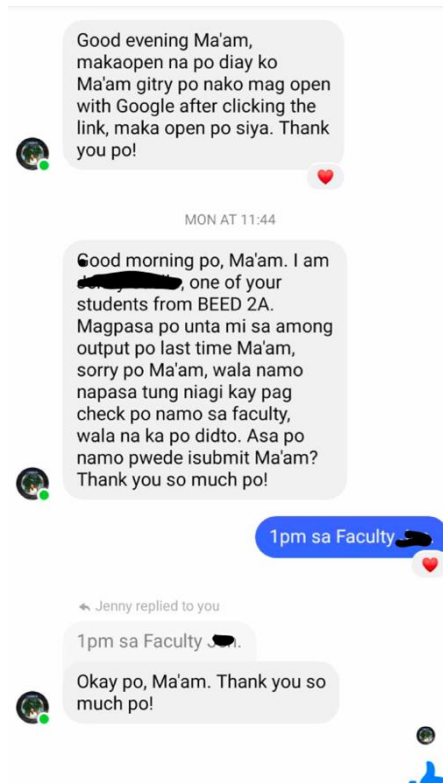 Good evening Ma'am,
makaopen na po diay ko
Ma'am gitry po nako mag open
with Google after clicking the
link, maka open po siya. Thank
you po!
MON AT 11:44
Good morning po, Ma'am. I am
, one of your
students from BEED 2A.
Magpasa po unta mi sa among
output po last time Ma'am,
sorry po Ma'am, wala namo
napasa tung niagi kay pag
check po namo sa faculty,
wala na ka po didto. Asa po
namo pwede isubmit Ma'am?
Thank you so much po!
1pm sa Faculty
Jenny replied to you
1pm sa Faculty
Okay po, Ma'am. Thank you so
much po!